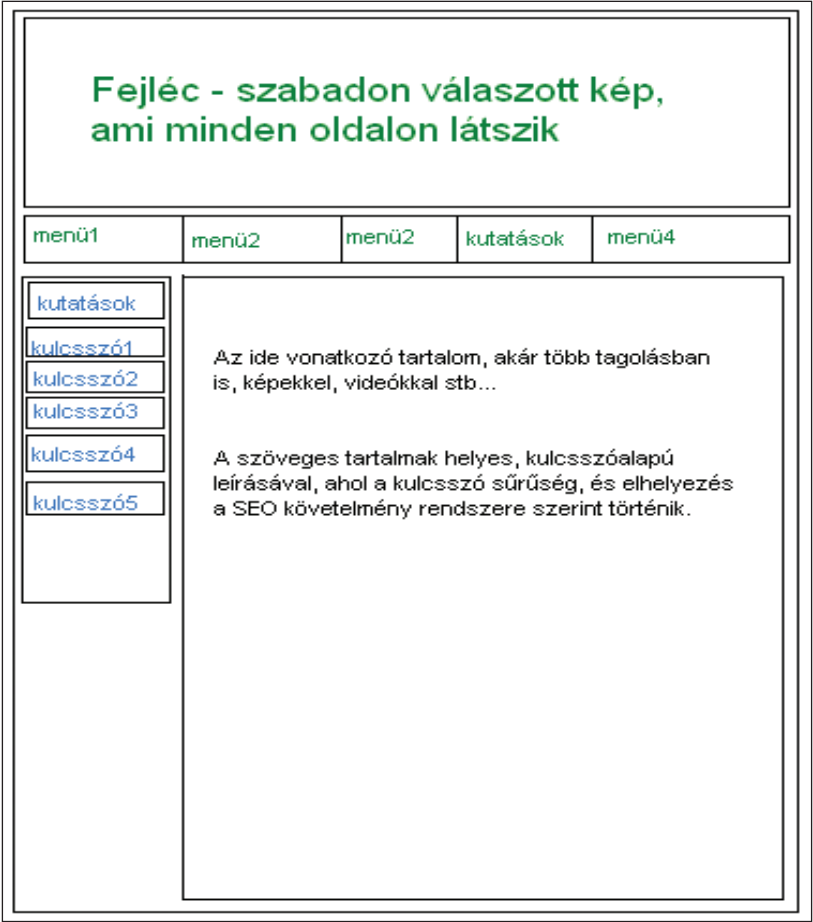 Fejléc - szabadonválaszott kép,
ami minden oldalon látszik
menü1 menü2 menü2 kutatások menü4
kutatások
kulcsszó1
kulcsszó2
kulcsszó3
kulcsszó4
kulcsszó5
Az ide vonatkozó tartalom, akár több tagolásban
is, képekkel, videókkal stb...
A szöveges tartalmak helyes, kulcsszóalapú
leírásával, ahol a kulcsszó sűrűség, és elhelyezés
a SEO követelmény rendszere szerint történik.